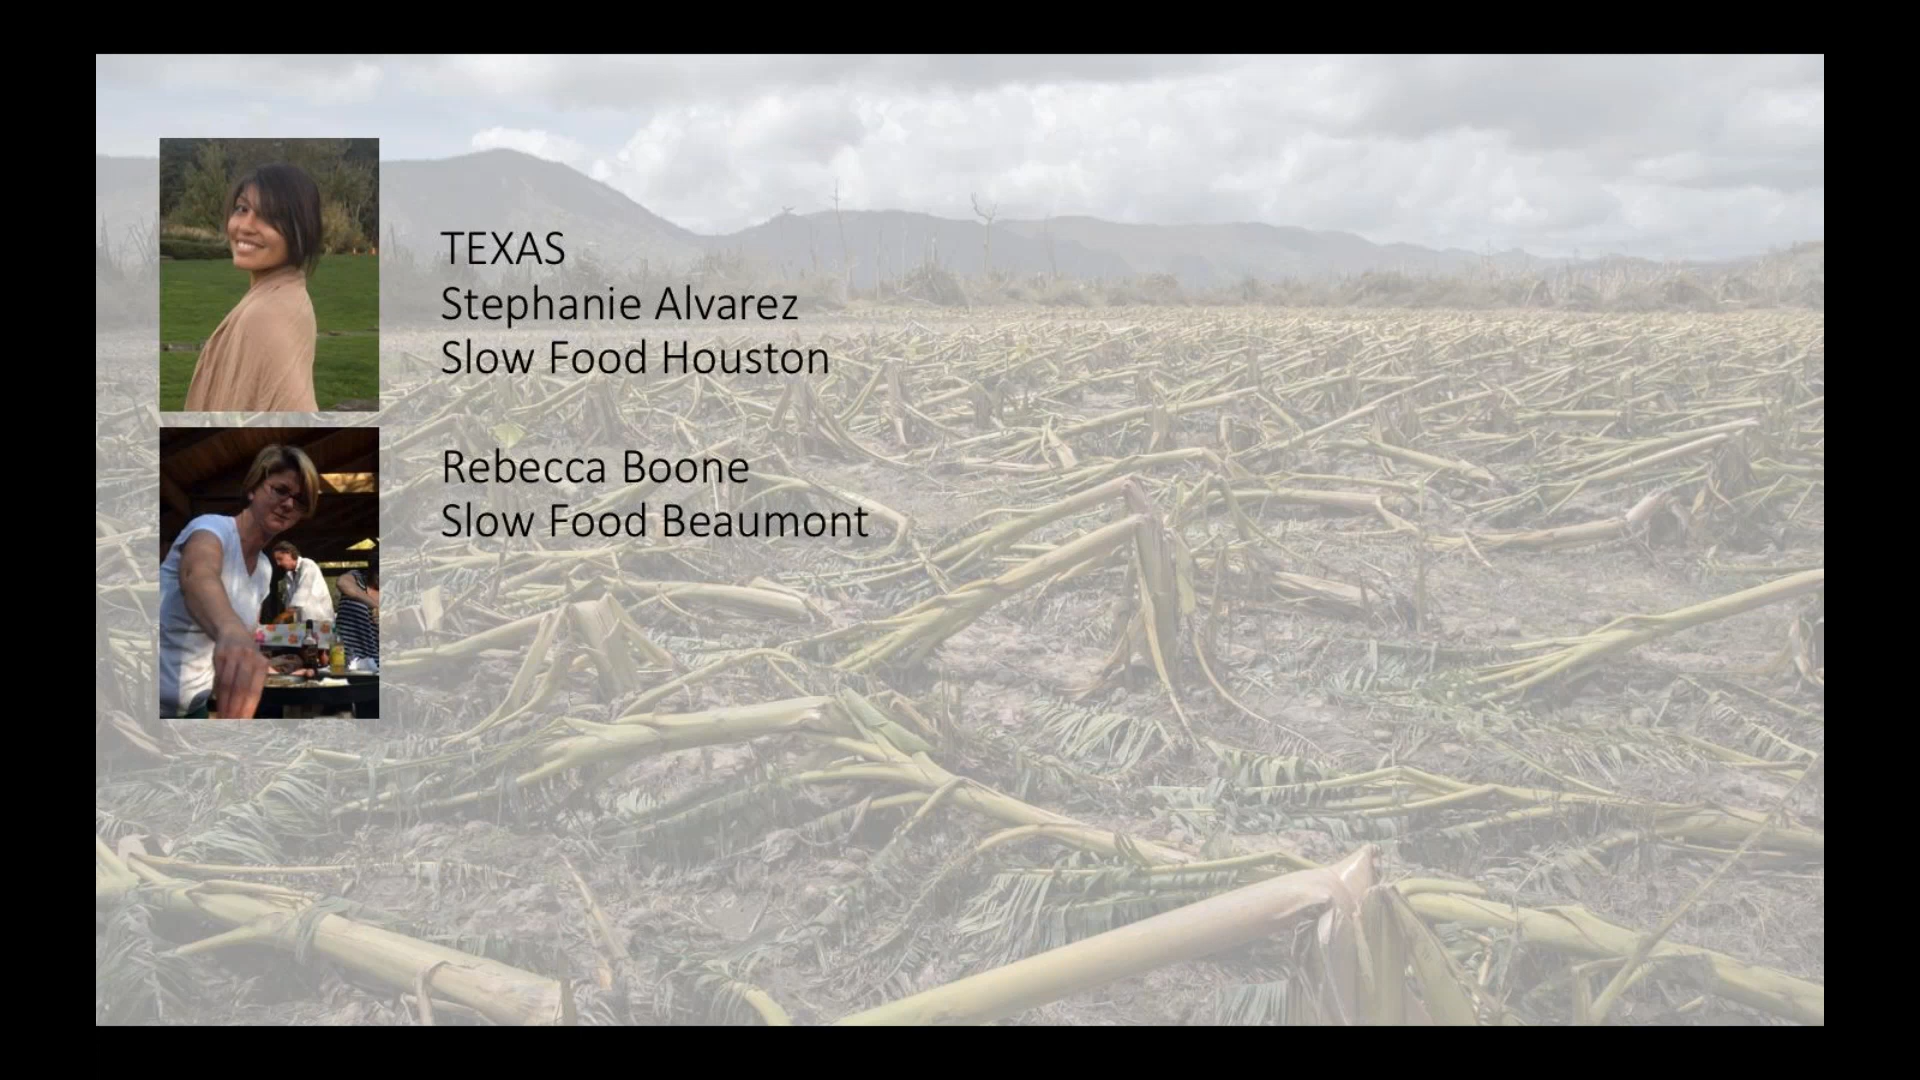 TEXAS
Stephanie Alvarez
Slow Food Houston
Rebecca Boone
Slow Food Beaumont